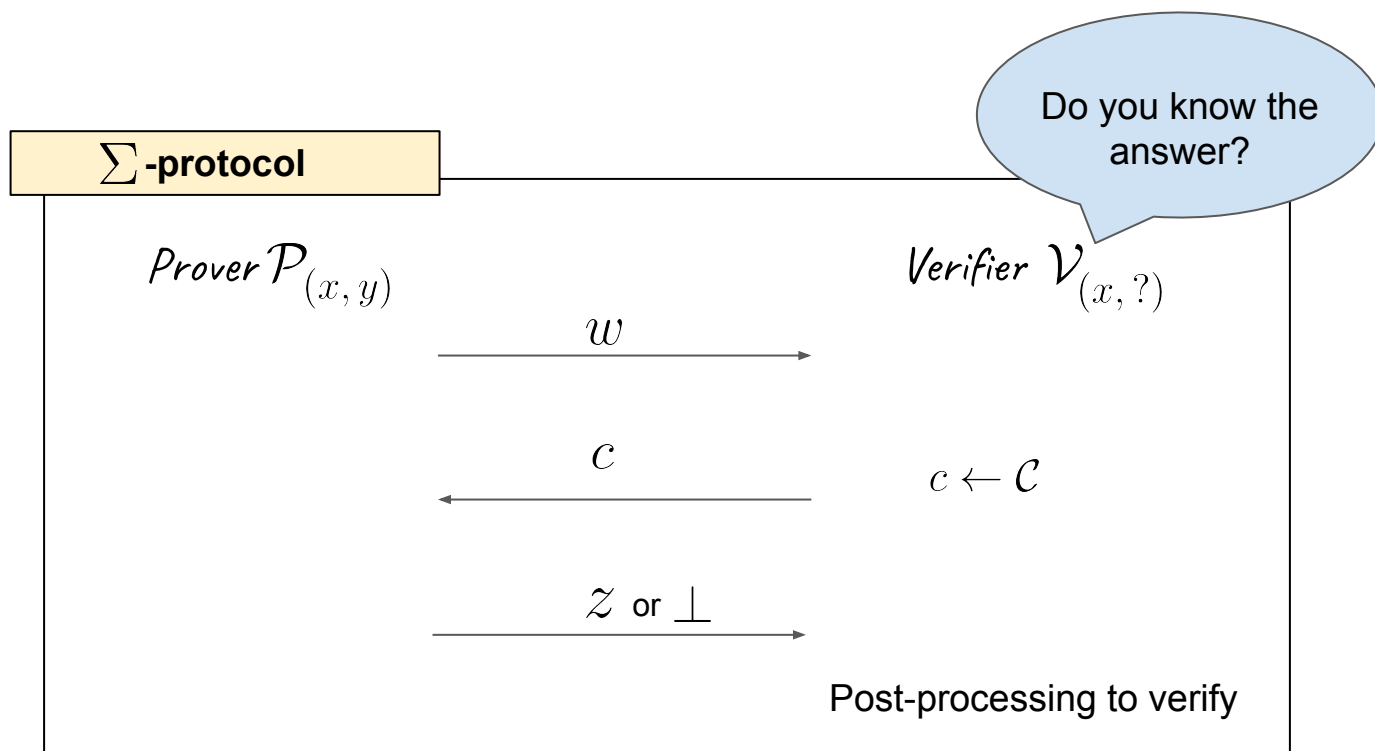 Do you know the
answer?
∑ -protocol
Prover 𝒫(x, y)
Verifier 𝒱(x, ?)
w
c
c ← 𝒞
z or ⊥
Post-processing to verify